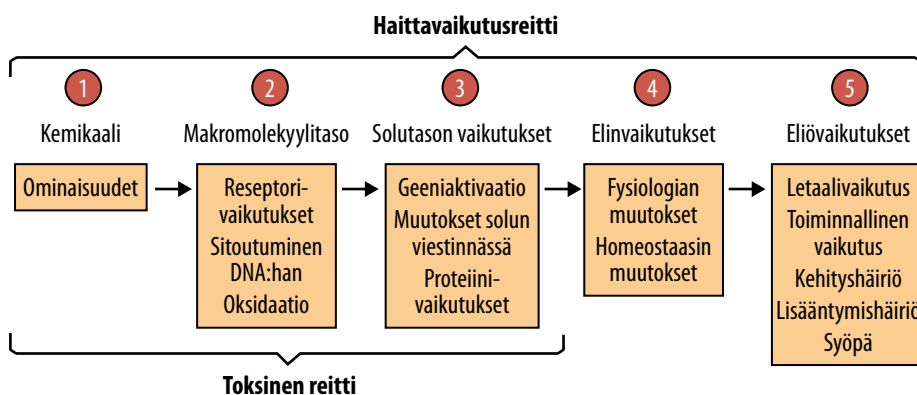 Haittavaikutusreitti
1
2
3
4
5
Kemikaali
Makromolekyylitaso
Solutason vaikutukset
Elinvaikutukset
Eliövaikutukset
Ominaisuudet
Reseptori-
vaikutukset
Sitoutuminen
DNA:han
Oksidaatio
Geeniaktivaatio
Muutokset solun
viestinnässä
Proteiini-
vaikutukset
Fysiologian
muutokset
Homeostaasin
muutokset
Letaalivaikutus
Toiminnallinen
vaikutus
Kehityshäiriö
Lisääntymishäiriö
Syöpä
Toksinen reitti